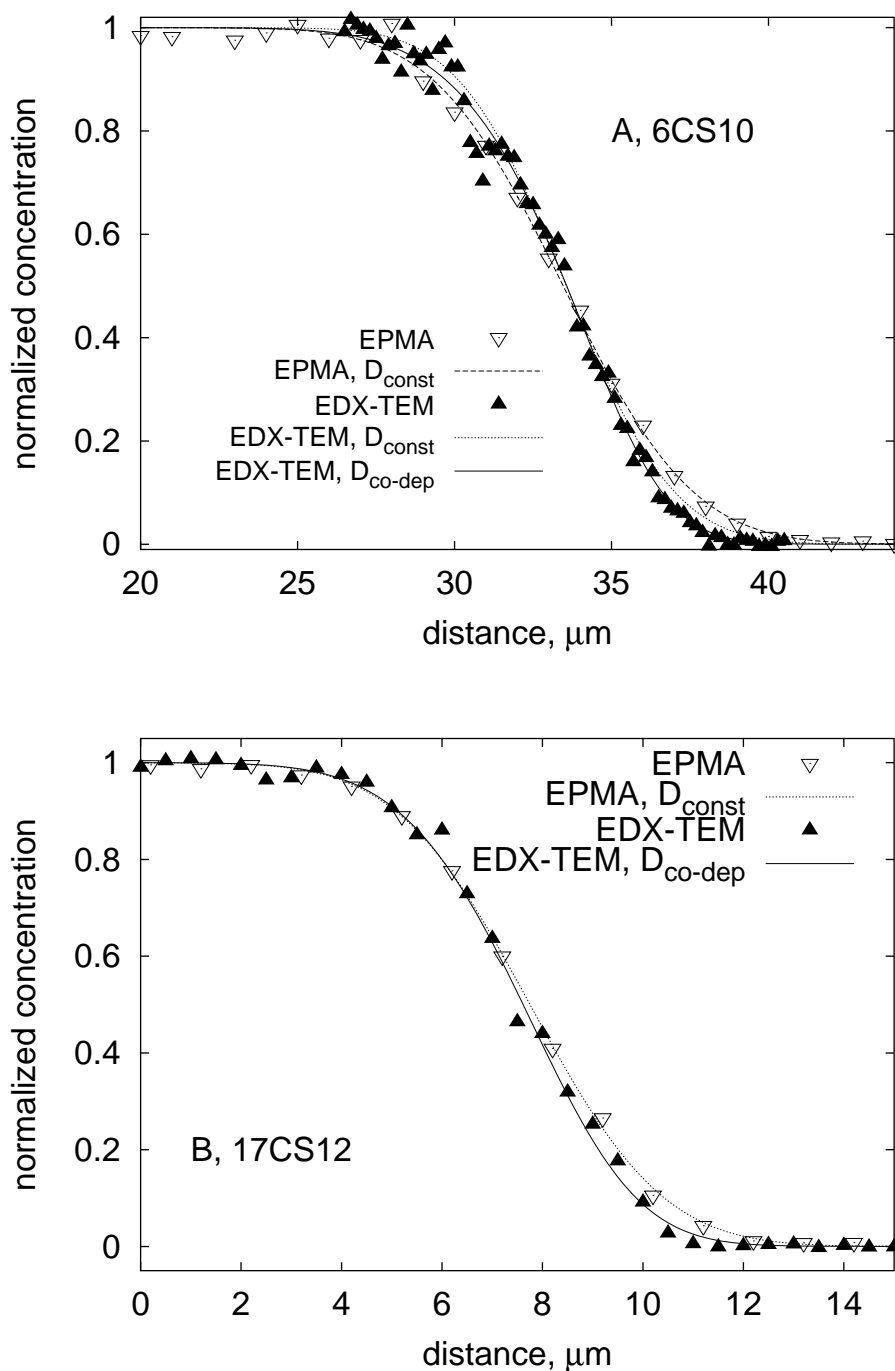 1
0.8
0.6
0.4
0.2
0
normalized concentration
A, 6CS10
EPMA
EPMA, Dconst
EDX-TEM
EDX-TEM, Dconst
EDX-TEM, Dco-dep
20 25 30 35 40
distance, μm
1
0.8
0.6
0.4
0.2
0
normalized concentration
EPMA
EPMA, Dconst
EDX-TEM
EDX-TEM, Dco-dep
B, 17CS12
0 2 4 6 8 10 12 14
distance, μm